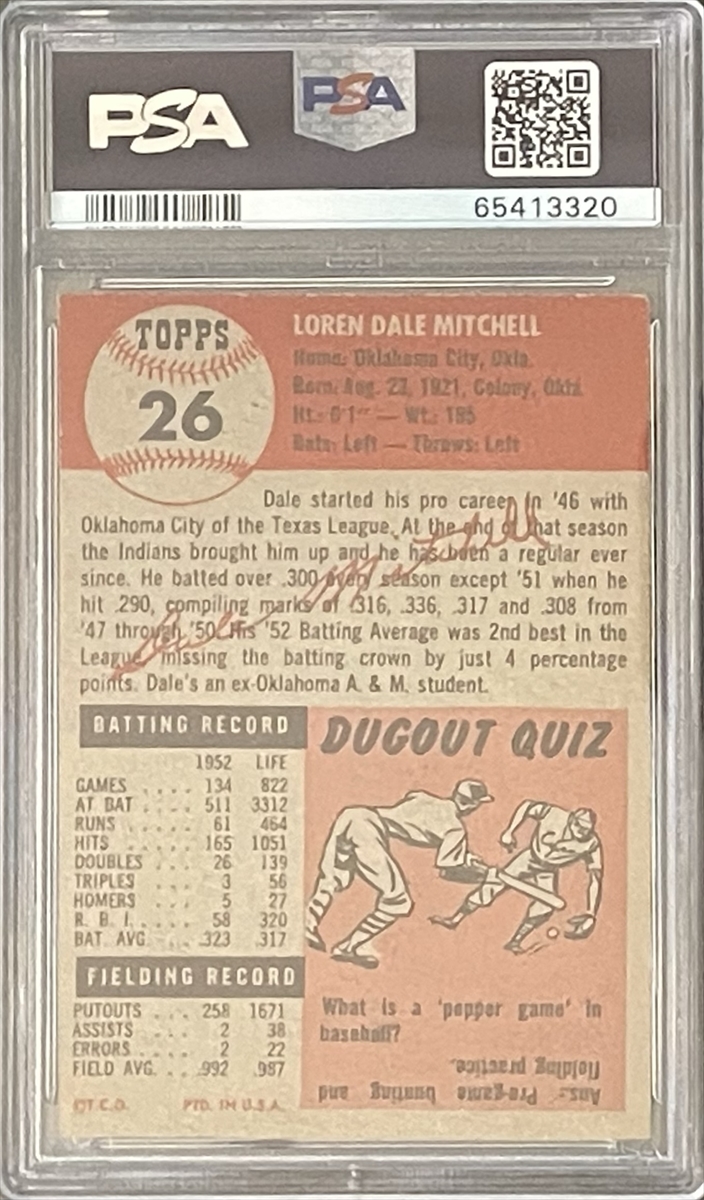 PSA
PSA
65413320
TOPPS
26
LOREN DALE MITCHELL
Home: Oklahoma City, Okla.
Born: Aug. 23, 1921, Colony, Okla.
Ht.: 6'1" — Wt.: 195
Bats: Left — Throws: Left
Dale started his pro career in '46 with
Oklahoma City of the Texas League. At the end of that season
the Indians brought him up and he has been a regular ever
since. He batted over .300 every season except '51 when he
hit .290, compiling marks of .316, .336, .317 and .308 from
'47 through '50. His '52 Batting Average was 2nd best in the
League, missing the batting crown by just 4 percentage
points. Dale's an ex-Oklahoma A. & M. student.
Dale Mitchell
BATTING RECORD
1952 LIFE
GAMES .... 134 822
AT BAT .... 511 3312
RUNS .... 61 464
HITS .... 165 1051
DOUBLES ... 26 139
TRIPLES ... 3 56
HOMERS ... 5 27
R. B. I. .... 58 320
BAT. AVG. .. .323 .317
FIELDING RECORD
PUTOUTS ... 258 1671
ASSISTS .... 2 38
ERRORS .... 2 22
FIELD AVG. .. .992 .987
©T.C.G. PTD. IN U.S.A.
DUGOUT QUIZ
What is a 'pepper game' in
baseball?
Ans.: Pre-game bunting and
fielding practice.